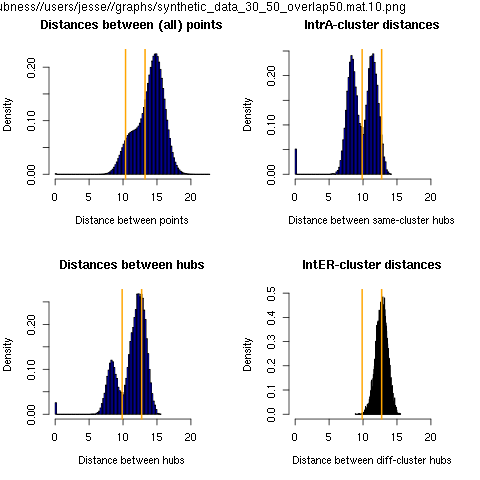 ubness//users/jesse//graphs/synthetic_data_30_50_overlap50.mat.10.png
Distances between (all) points
Density
0.00 0.10 0.20
0 5 10 15 20
Distance between points
IntrA-cluster distances
Density
0.00 0.10 0.20
0 5 10 15 20
Distance between same-cluster hubs
Distances between hubs
Density
0.00 0.10 0.20
0 5 10 15 20
Distance between hubs
IntER-cluster distances
Density
0.0 0.1 0.2 0.3 0.4 0.5
0 5 10 15 20
Distance between diff-cluster hubs